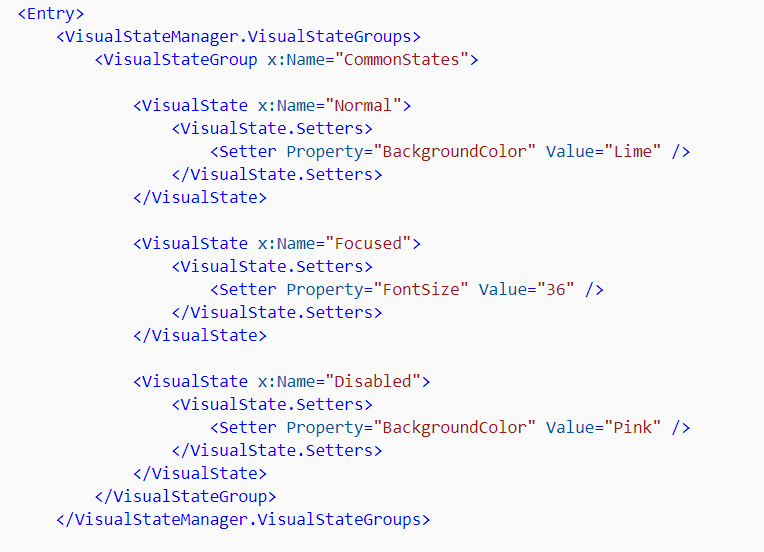 <Entry>
<VisualStateManager.VisualStateGroups>
<VisualStateGroup x:Name="CommonStates">
<VisualState x:Name="Normal">
<VisualState.Setters>
<Setter Property="BackgroundColor" Value="Lime" />
</VisualState.Setters>
</VisualState>
<VisualState x:Name="Focused">
<VisualState.Setters>
<Setter Property="FontSize" Value="36" />
</VisualState.Setters>
</VisualState>
<VisualState x:Name="Disabled">
<VisualState.Setters>
<Setter Property="BackgroundColor" Value="Pink" />
</VisualState.Setters>
</VisualState>
</VisualStateGroup>
</VisualStateManager.VisualStateGroups>